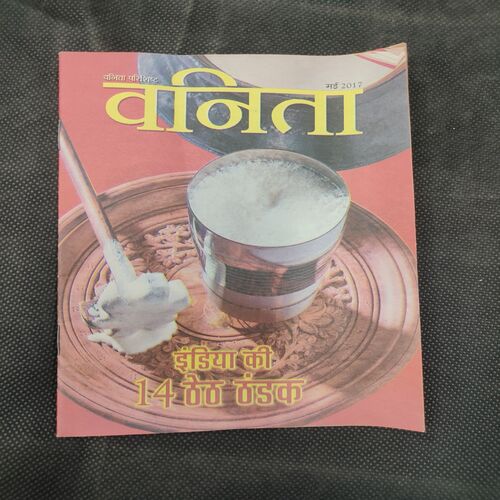 वनिता परिशिष्ट
मई 2017
वनिता
इंडिया की
14 ठेठ ठंडक